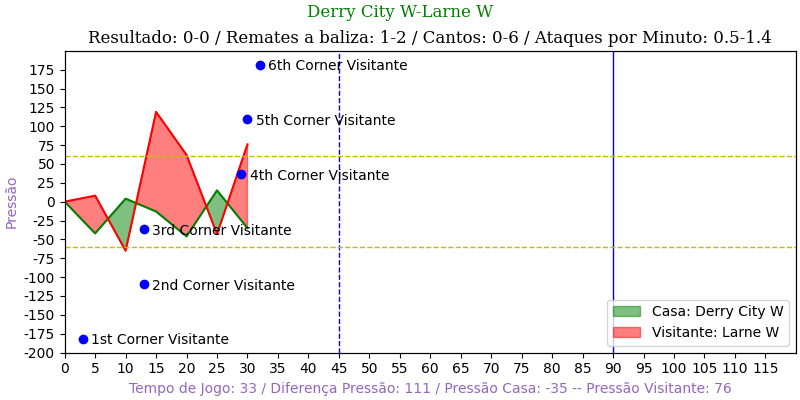 Derry City W-Larne W
Resultado: 0-0 / Remates a baliza: 1-2 / Cantos: 0-6 / Ataques por Minuto: 0.5-1.4
Pressão
175
150
125
100
75
50
25
0
-25
-50
-75
-100
-125
-150
-175
-200
6th Corner Visitante
5th Corner Visitante
4th Corner Visitante
3rd Corner Visitante
2nd Corner Visitante
1st Corner Visitante
Casa: Derry City W
Visitante: Larne W
0 5 10 15 20 25 30 35 40 45 50 55 60 65 70 75 80 85 90 95 100 105 110 115
Tempo de Jogo: 33 / Diferença Pressão: 111 / Pressão Casa: -35 -- Pressão Visitante: 76